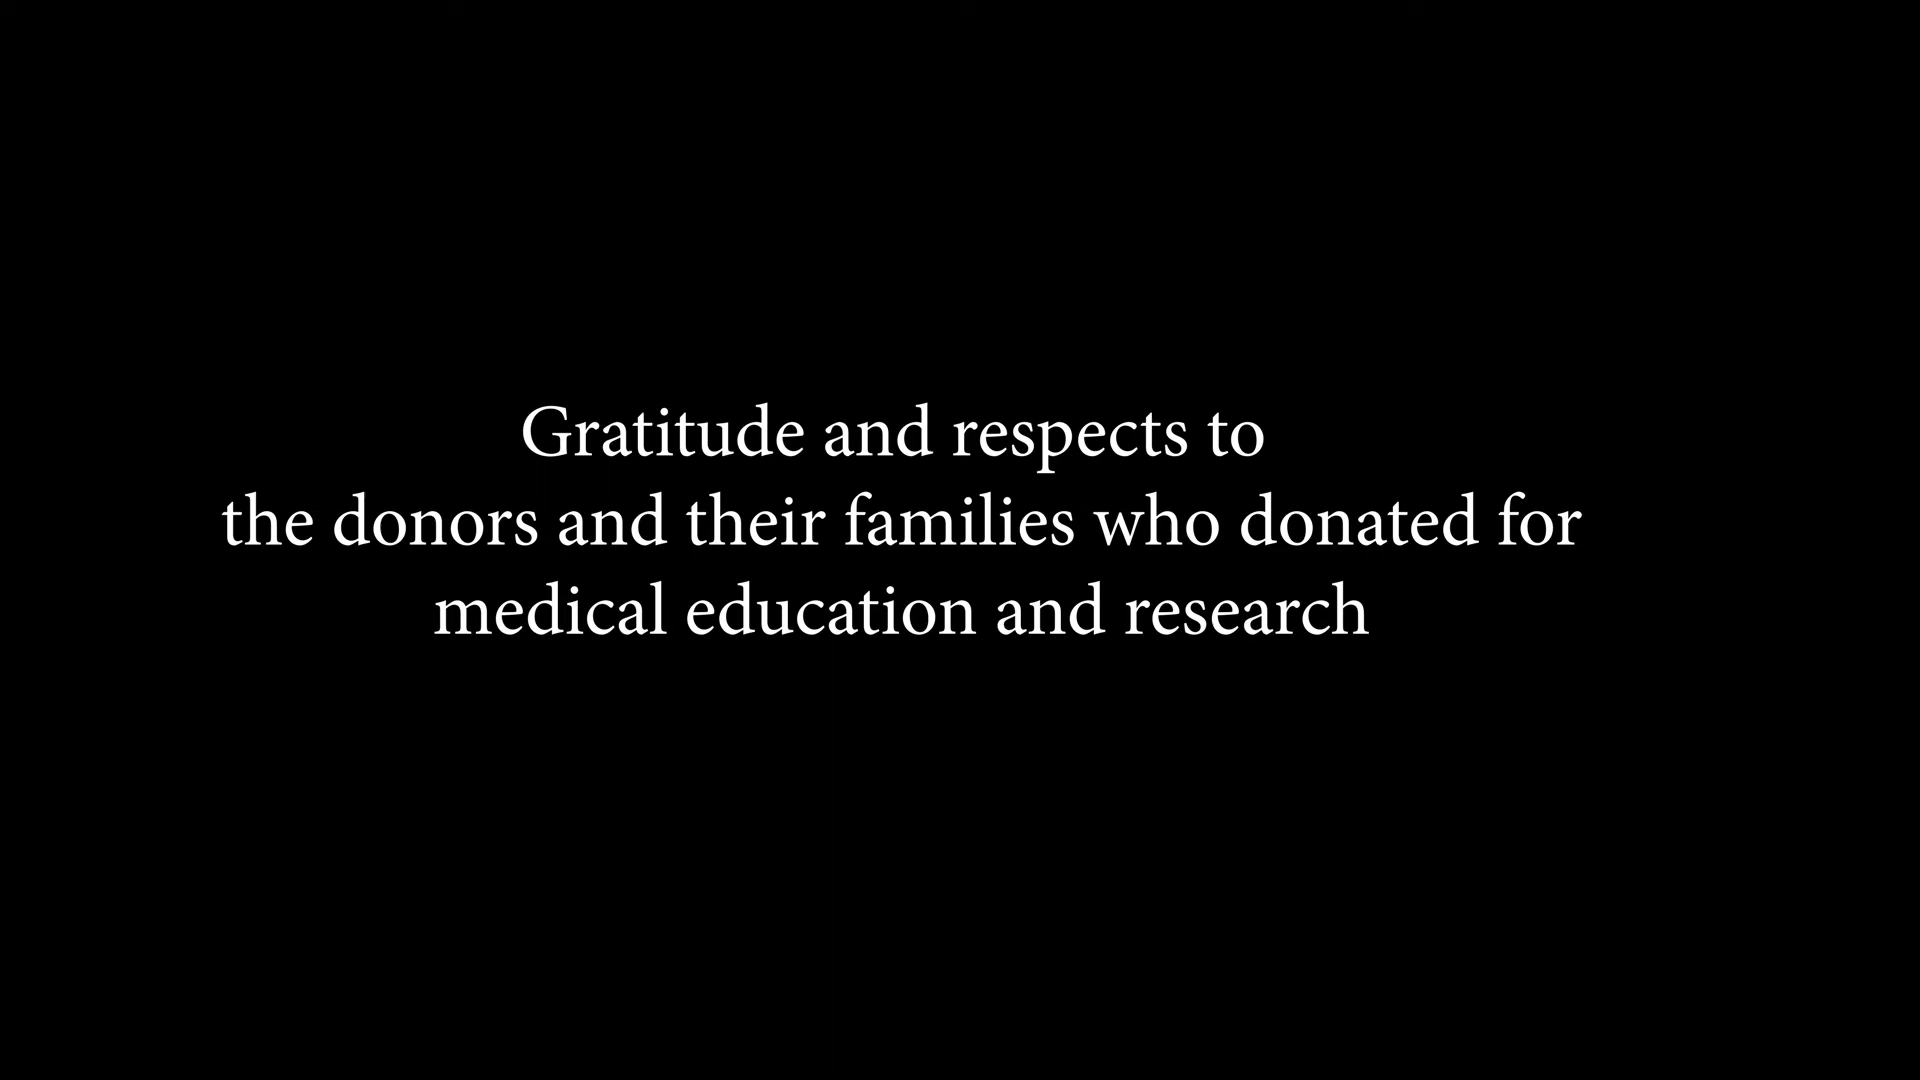 Gratitude and respects to
the donors and their families who donated for
medical education and research